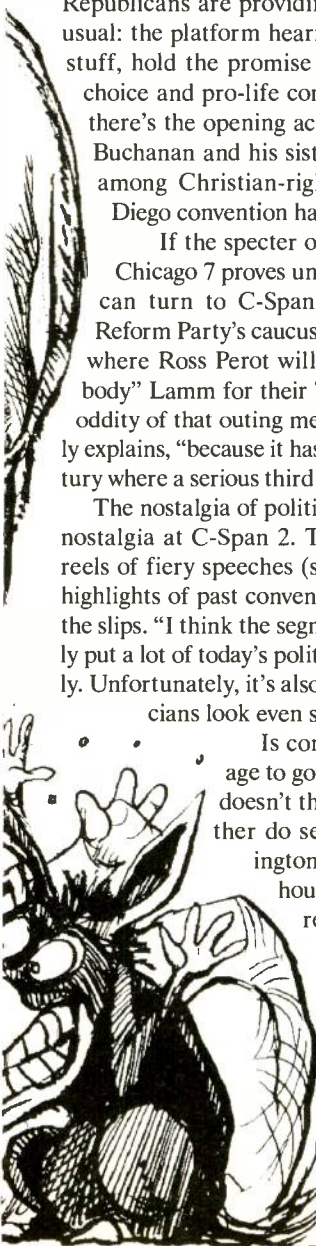 Republicans are providin
usual: the platform heari
stuff, hold the promise
choice and pro-life con
there's the opening ac
Buchanan and his sist
among Christian-rig
Diego convention ha
If the specter o
Chicago 7 proves un
can turn to C-Span
Reform Party's caucus
where Ross Perot will
body” Lamm for their
oddity of that outing me
ly explains, “because it has
tury where a serious third
The nostalgia of politi
nostalgia at C-Span 2. T
reels of fiery speeches (s
highlights of past conven
the slips. “I think the segn
ly put a lot of today's polit
ly. Unfortunately, it's also
cians look even s
Is cor
age to go
doesn't th
ther do se
ington
hou
re